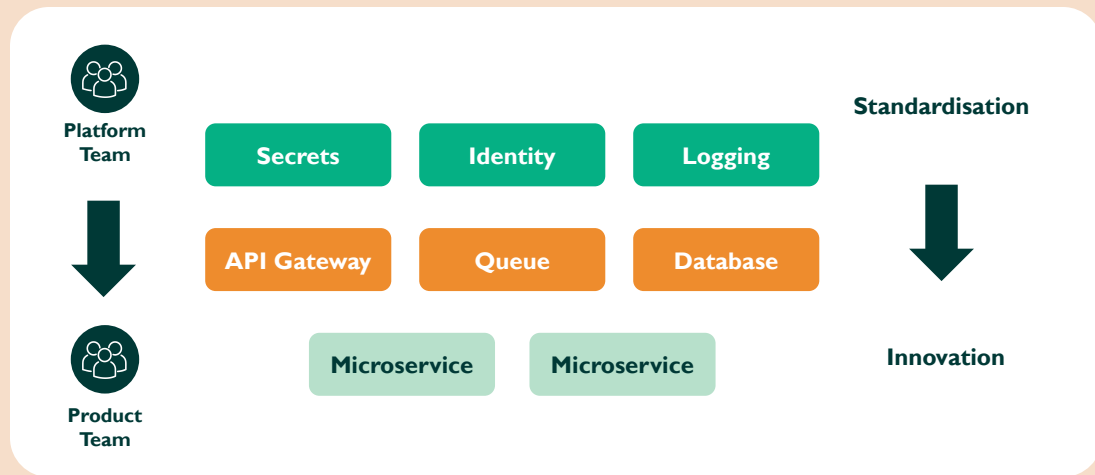 Platform
Team
Standardisation
Secrets
Identity
Logging
API Gateway
Queue
Database
Microservice
Microservice
Innovation
Product
Team